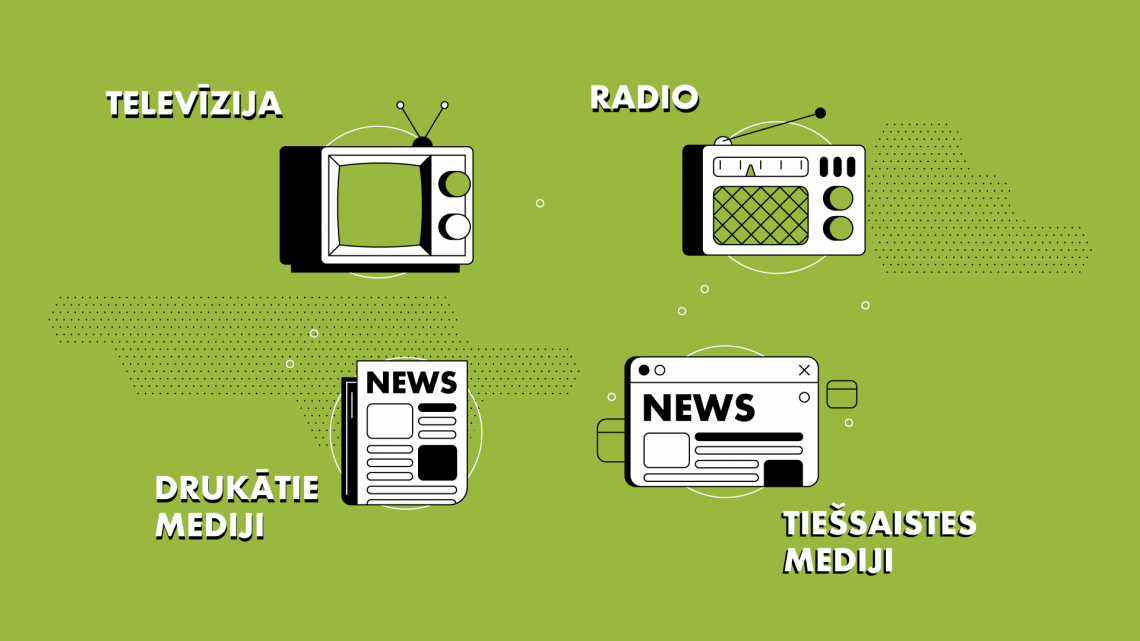 TELEVĪZIJA
RADIO
NEWS
DRUKĀTIE
MEDIJI
NEWS
TIEŠSAISTES
MEDIJI